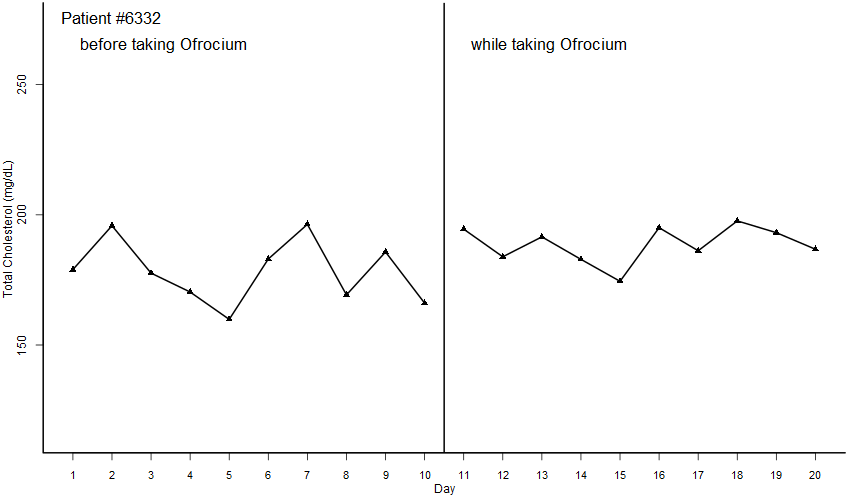 Patient #6332
before taking Ofrocium
while taking Ofrocium
250
200
150
Total Cholesterol (mg/dL)
1 2 3 4 5 6 7 8 9 10 11 12 13 14 15 16 17 18 19 20
Day